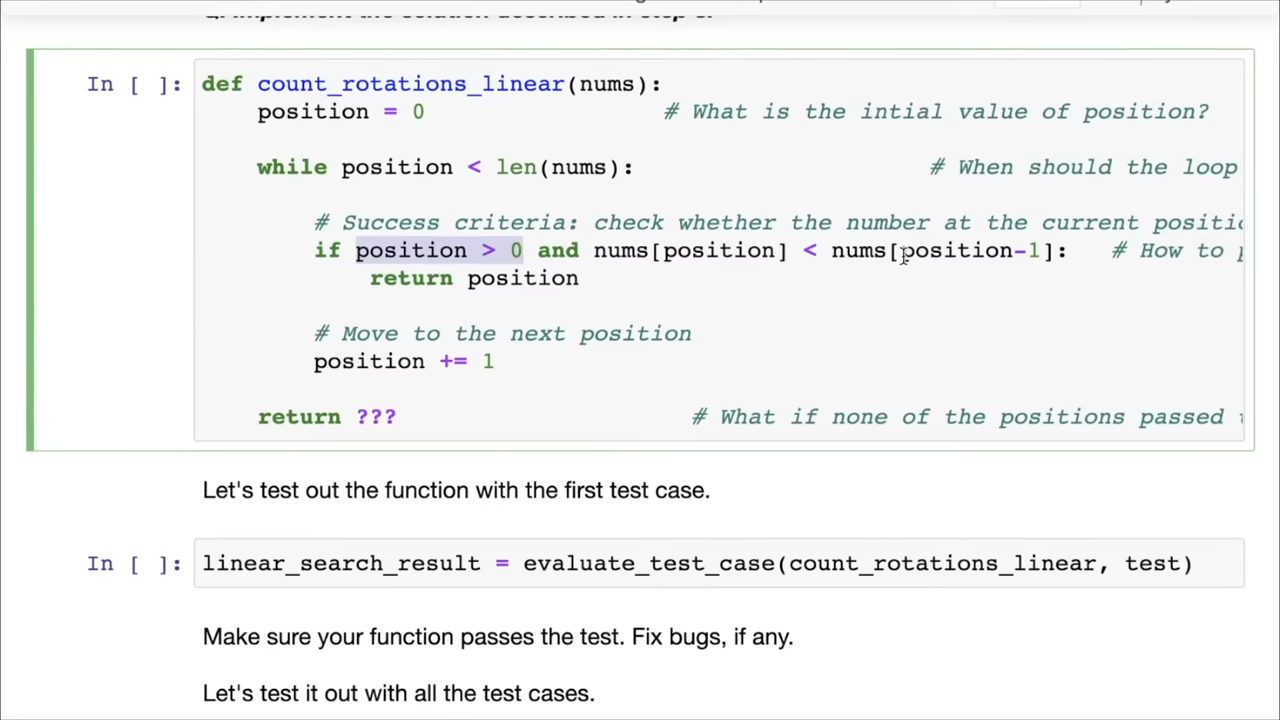 In [ ]: def count_rotations_linear(nums):
position = 0 # What is the intial value of position?
while position < len(nums): # When should the loop
# Success criteria: check whether the number at the current
if position > 0 and nums[position] < nums[position-1]: # How to
return position
# Move to the next position
position += 1
return ??? # What if none of the positions passed
Let's test out the function with the first test case.
In [ ]: linear_search_result = evaluate_test_case(count_rotations_linear, test)
Make sure your function passes the test. Fix bugs, if any.
Let's test it out with all the test cases.